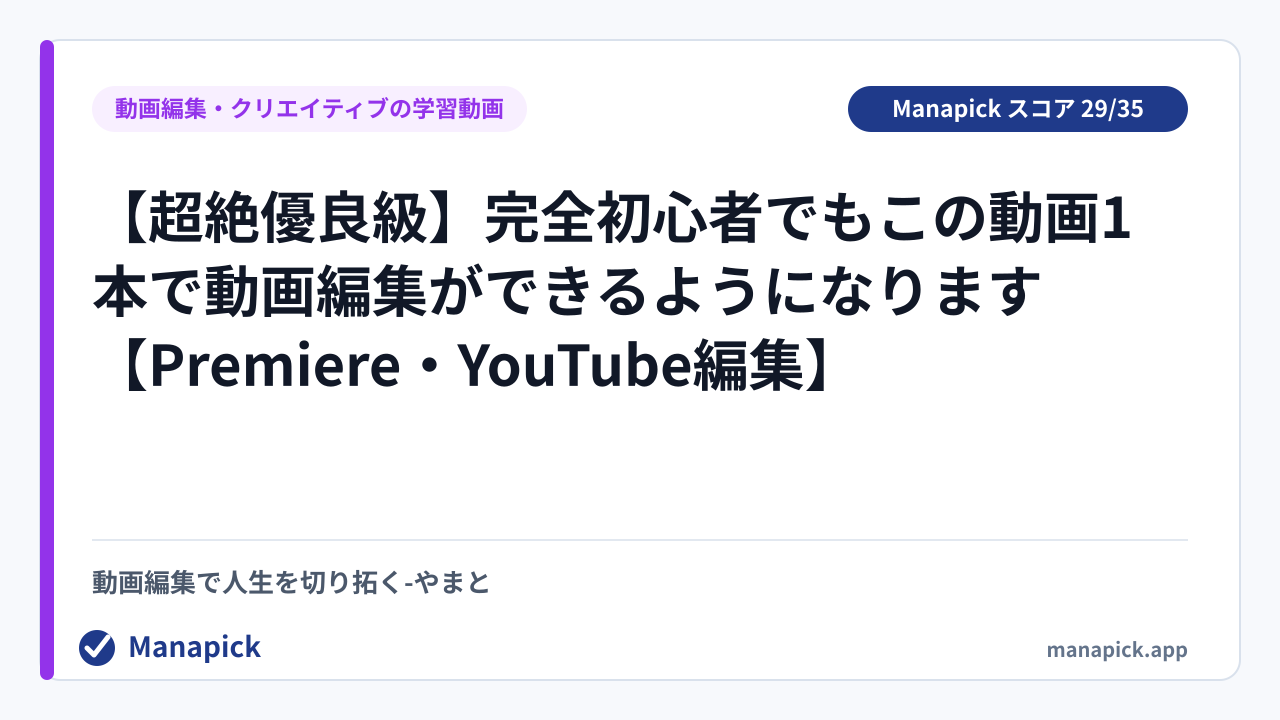 動画編集・クリエイティブの学習動画
Manapick スコア 29/35
【超絶優良級】完全初心者でもこの動画1
本で動画編集ができるようになります
【Premiere・YouTube編集】
動画編集で人生を切り拓く-やまと
Manapick
manapick.app